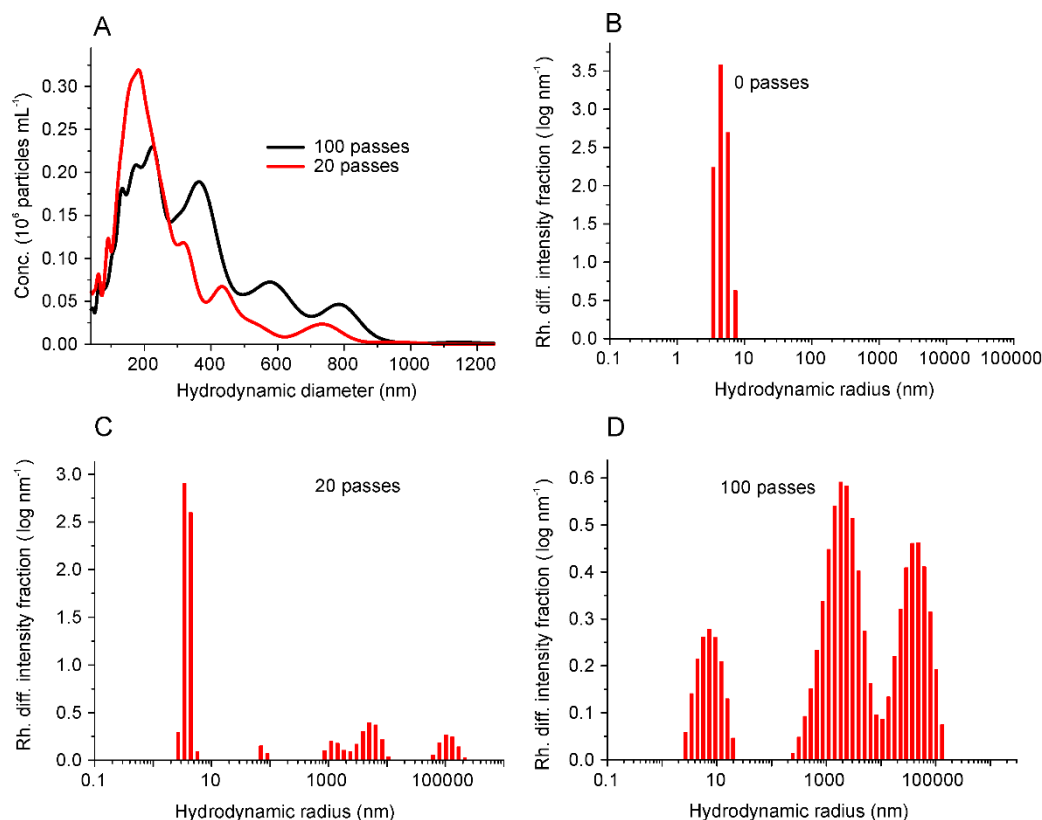 A
Conc. (10⁶ particles mL⁻¹)
0.30
0.25
0.20
0.15
0.10
0.05
0.00
100 passes
20 passes
200 400 600 800 1000 1200
Hydrodynamic diameter (nm)
B
Rh. diff. intensity fraction ( log nm⁻¹)
3.5
3.0
2.5
2.0
1.5
1.0
0.5
0.0
0 passes
0.1 1 10 100 1000 10000 100000
Hydrodynamic radius (nm)
C
Rh. diff. intensity fraction ( log nm⁻¹)
3.0
2.5
2.0
1.5
1.0
0.5
0.0
20 passes
0.1 10 1000 100000
Hydrodynamic radius (nm)
D
Rh. diff. intensity fraction ( log nm⁻¹)
0.6
0.5
0.4
0.3
0.2
0.1
0.0
100 passes
0.1 10 1000 100000
Hydrodynamic radius (nm)